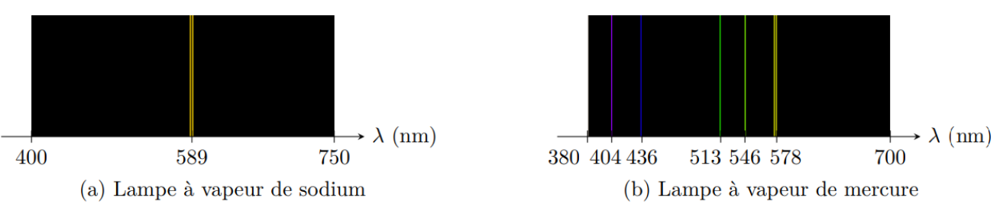 λ (nm)
400 589 750
(a) Lampe à vapeur de sodium
λ (nm)
380 404 436 513 546 578 700
(b) Lampe à vapeur de mercure